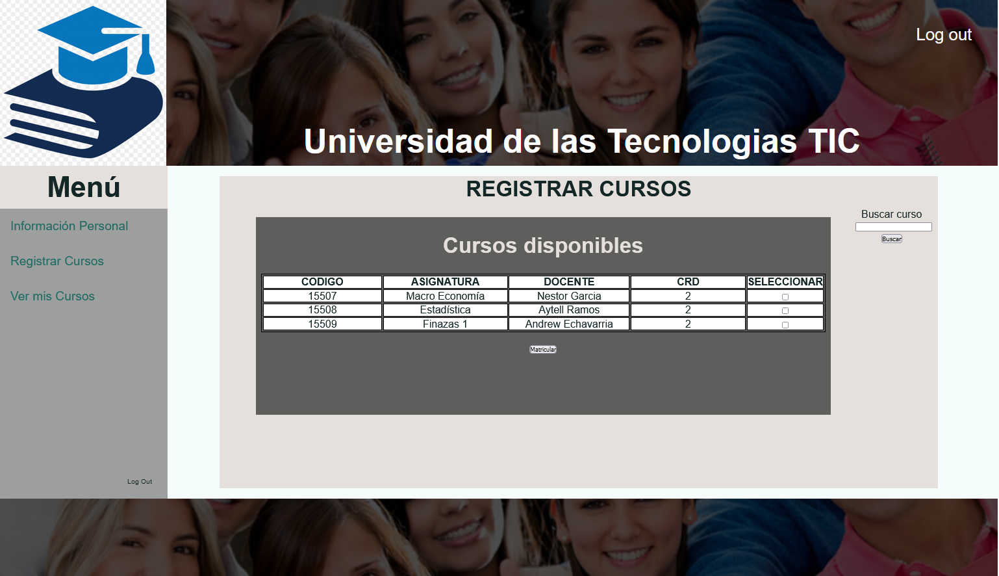 Log out
Universidad de las Tecnologias TIC
Menú
Información Personal
Registrar Cursos
Ver mis Cursos
Log Out
REGISTRAR CURSOS
Buscar curso
Buscar
Cursos disponibles
CODIGO ASIGNATURA DOCENTE CRD SELECCIONAR
15507 Macro Economía Nestor Garcia 2
15508 Estadística Aytell Ramos 2
15509 Finazas 1 Andrew Echavarria 2
Matricular